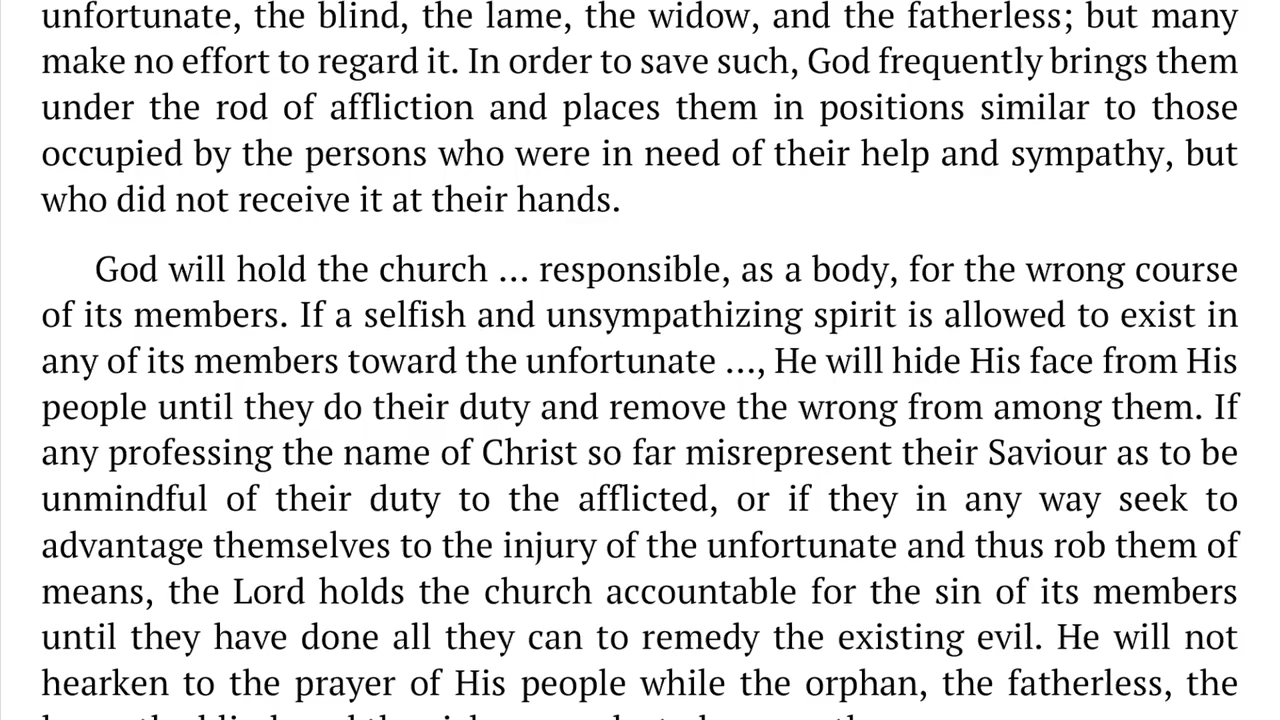 unfortunate, the blind, the lame, the widow, and the fatherless; but many
make no effort to regard it. In order to save such, God frequently brings them
under the rod of affliction and places them in positions similar to those
occupied by the persons who were in need of their help and sympathy, but
who did not receive it at their hands.
God will hold the church ... responsible, as a body, for the wrong course
of its members. If a selfish and unsympathizing spirit is allowed to exist in
any of its members toward the unfortunate ..., He will hide His face from His
people until they do their duty and remove the wrong from among them. If
any professing the name of Christ so far misrepresent their Saviour as to be
unmindful of their duty to the afflicted, or if they in any way seek to
advantage themselves to the injury of the unfortunate and thus rob them of
means, the Lord holds the church accountable for the sin of its members
until they have done all they can to remedy the existing evil. He will not
hearken to the prayer of His people while the orphan, the fatherless, the